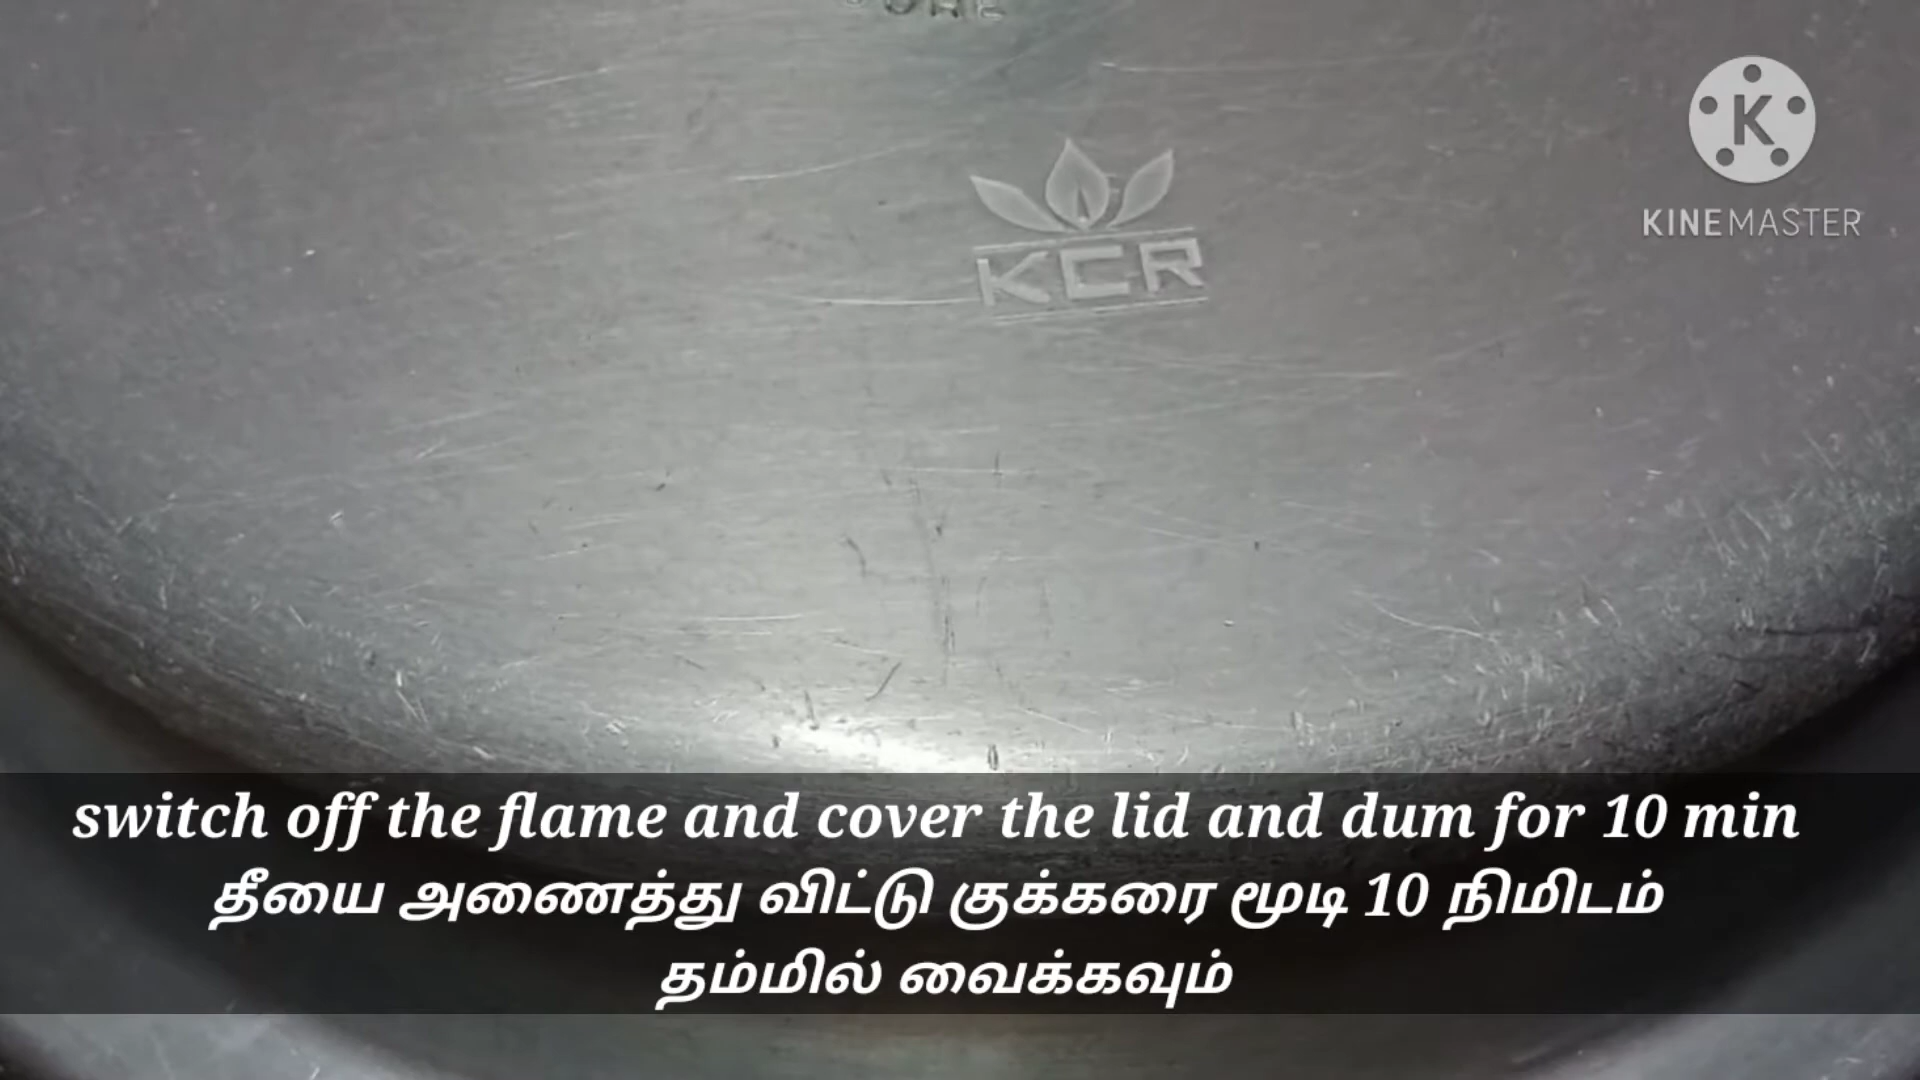 KCR
K
KINEMASTER
switch off the flame and cover the lid and dum for 10 min
தீயை அணைத்து விட்டு குக்கரை மூடி 10 நிமிடம்
தம்மில் வைக்கவும்